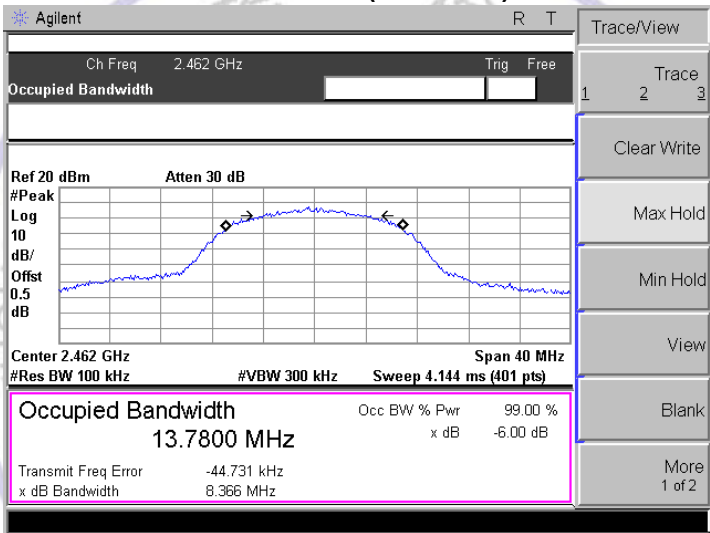 Agilent R T
Ch Freq 2.462 GHz Trig Free
Occupied Bandwidth
Ref 20 dBm Atten 30 dB
#Peak
Log
10
dB/
Offst
0.5
dB
Center 2.462 GHz Span 40 MHz
#Res BW 100 kHz #VBW 300 kHz Sweep 4.144 ms (401 pts)
Occupied Bandwidth Occ BW % Pwr 99.00 %
13.7800 MHz x dB -6.00 dB
Transmit Freq Error -44.731 kHz
x dB Bandwidth 8.366 MHz
Trace/View
Trace
1 2 3
Clear Write
Max Hold
Min Hold
View
Blank
More
1 of 2